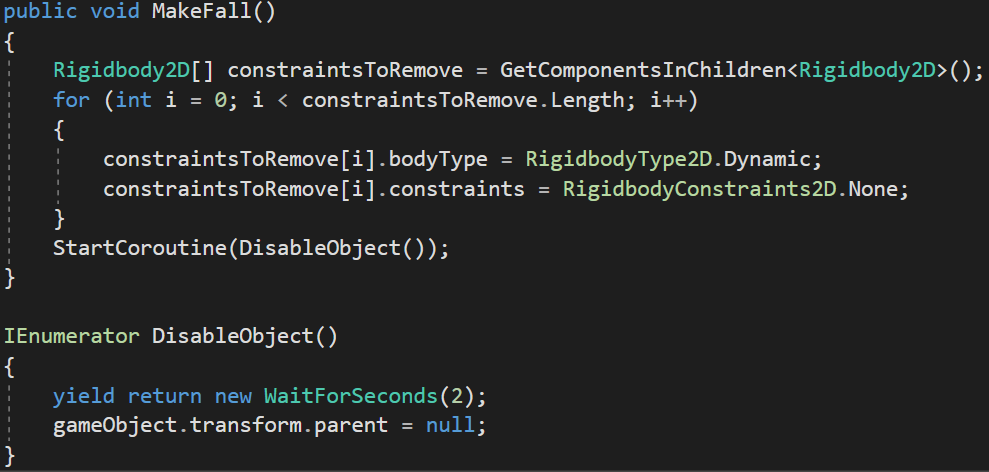 public void MakeFall()
{
    Rigidbody2D[] constraintsToRemove = GetComponentsInChildren<Rigidbody2D>();
    for (int i = 0; i < constraintsToRemove.Length; i++)
    {
        constraintsToRemove[i].bodyType = RigidbodyType2D.Dynamic;
        constraintsToRemove[i].constraints = RigidbodyConstraints2D.None;
    }
    StartCoroutine(DisableObject());
}

IEnumerator DisableObject()
{
    yield return new WaitForSeconds(2);
    gameObject.transform.parent = null;
}